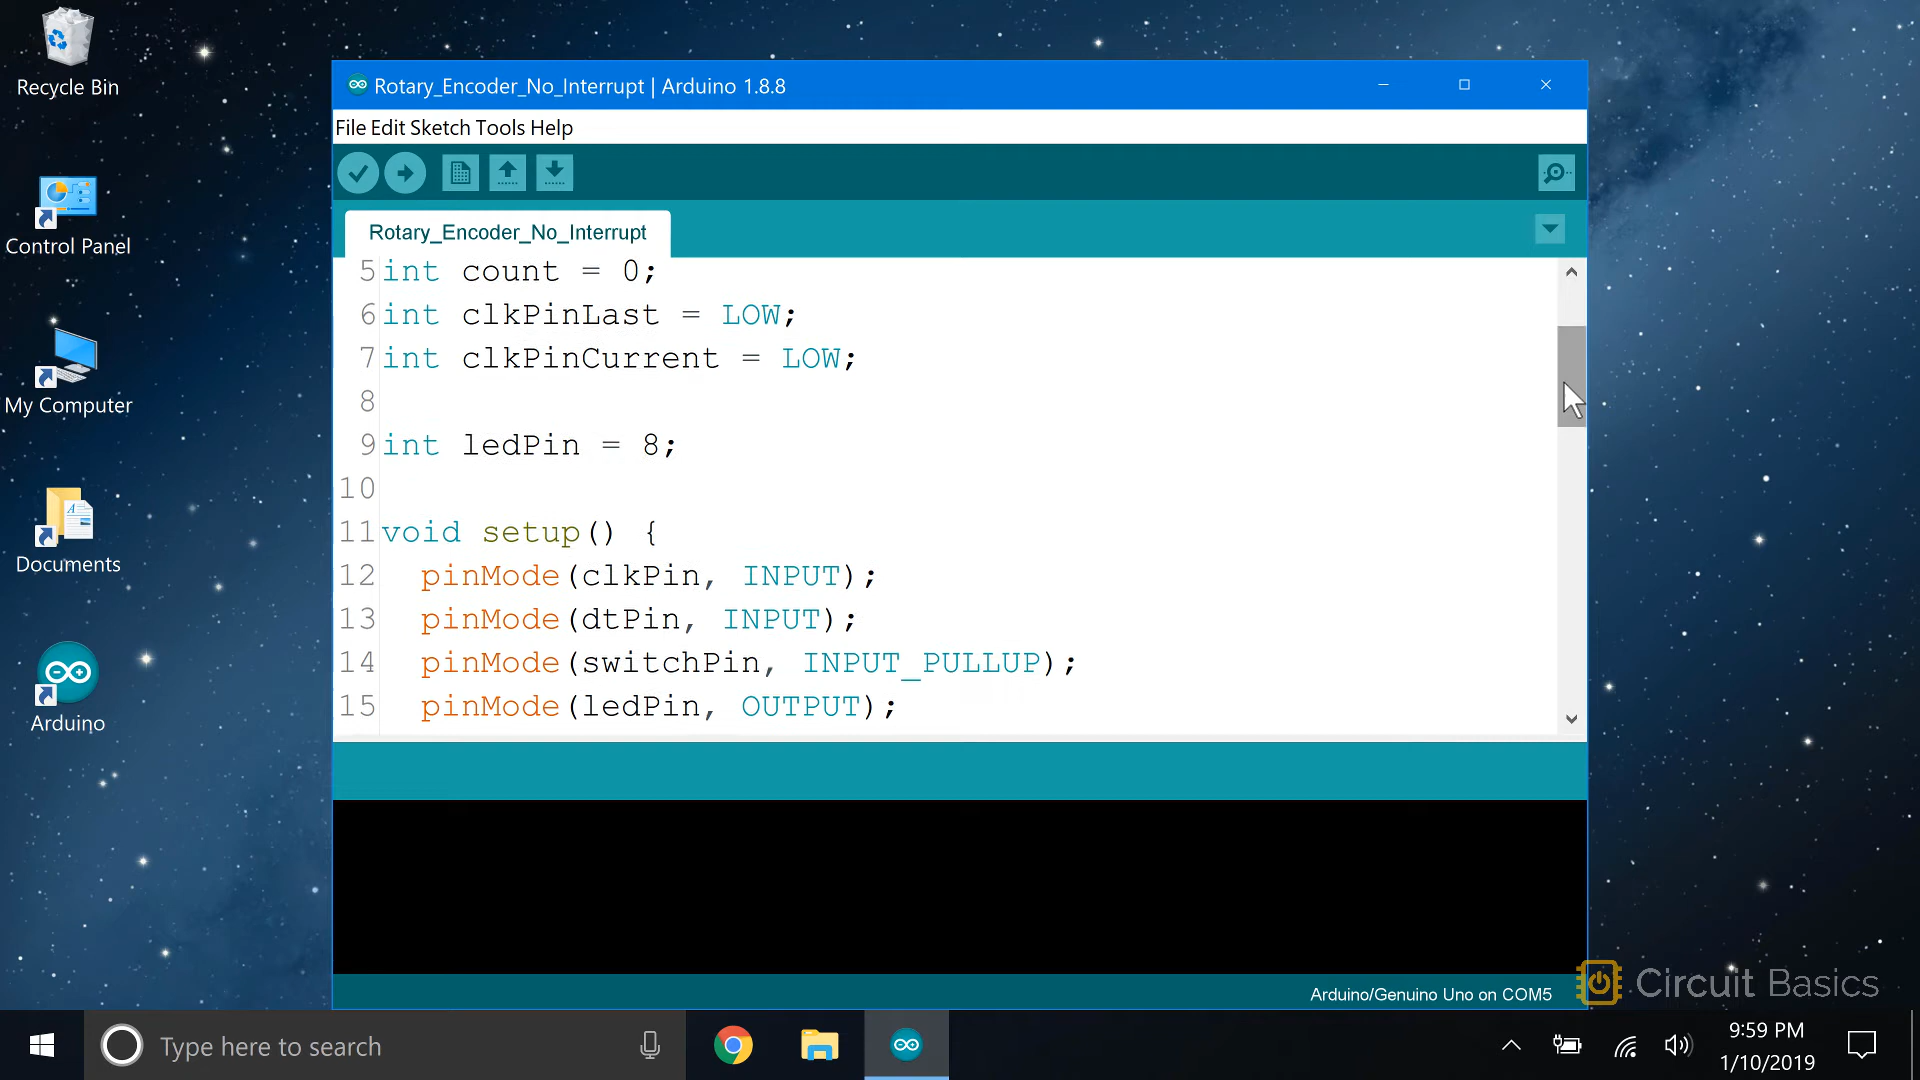 Recycle Bin
Control Panel
My Computer
Documents
Arduino
Rotary_Encoder_No_Interrupt | Arduino 1.8.8
File Edit Sketch Tools Help
Rotary_Encoder_No_Interrupt
5 int count = 0;
6 int clkPinLast = LOW;
7 int clkPinCurrent = LOW;
8
9 int ledPin = 8;
10
11 void setup() {
12 pinMode(clkPin, INPUT);
13 pinMode(dtPin, INPUT);
14 pinMode(switchPin, INPUT_PULLUP);
15 pinMode(ledPin, OUTPUT);
Arduino/Genuino Uno on COM5
Circuit Basics
Type here to search
9:59 PM
1/10/2019